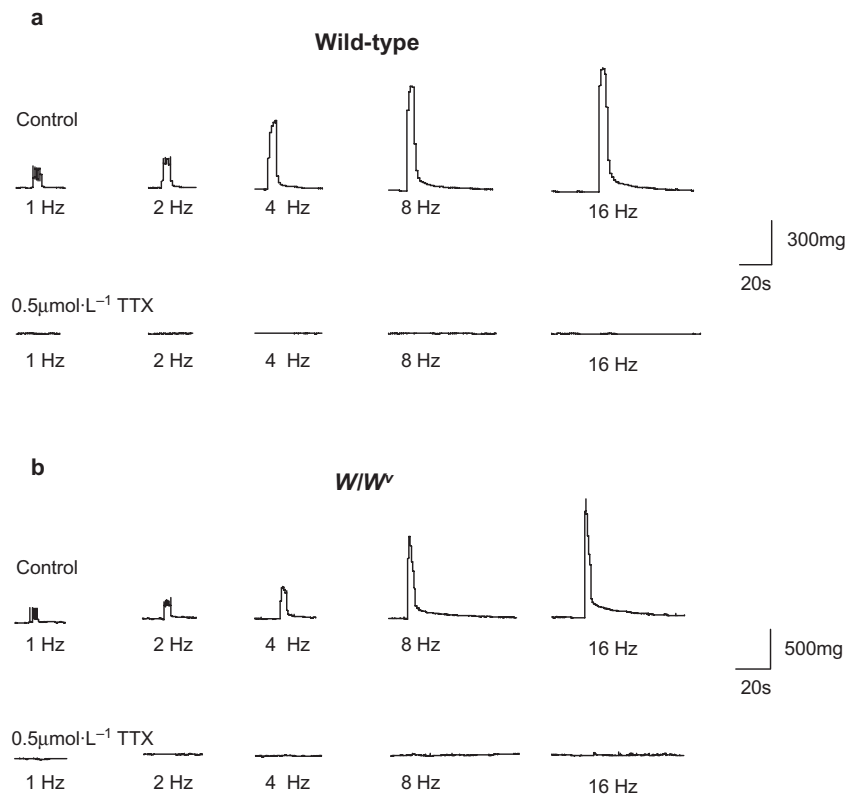 a
Wild-type
Control
1 Hz 2 Hz 4 Hz 8 Hz 16 Hz
300mg
20s
0.5μmol·L⁻¹ TTX
1 Hz 2 Hz 4 Hz 8 Hz 16 Hz
b
W/Wᵛ
Control
1 Hz 2 Hz 4 Hz 8 Hz 16 Hz
500mg
20s
0.5μmol·L⁻¹ TTX
1 Hz 2 Hz 4 Hz 8 Hz 16 Hz